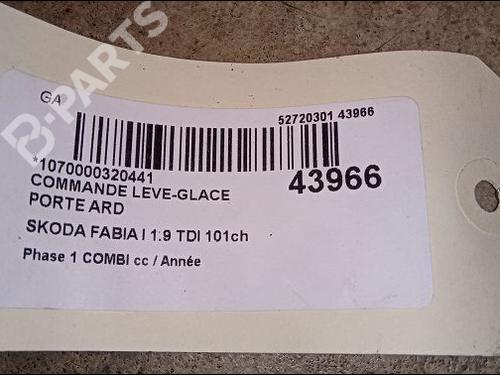 B-PARTS
GA
52720301 43966
*1070000320441
43966
COMMANDE LEVE-GLACE
PORTE ARD
SKODA FABIA I 1.9 TDI 101ch
Phase 1 COMBI cc / Année